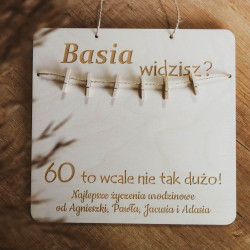 Basia
widzisz?
60 to wcale nie tak dużo!
Najlepsze życzenia urodzinowe
od Agnieszki, Pawła, Jacusia i Adasia